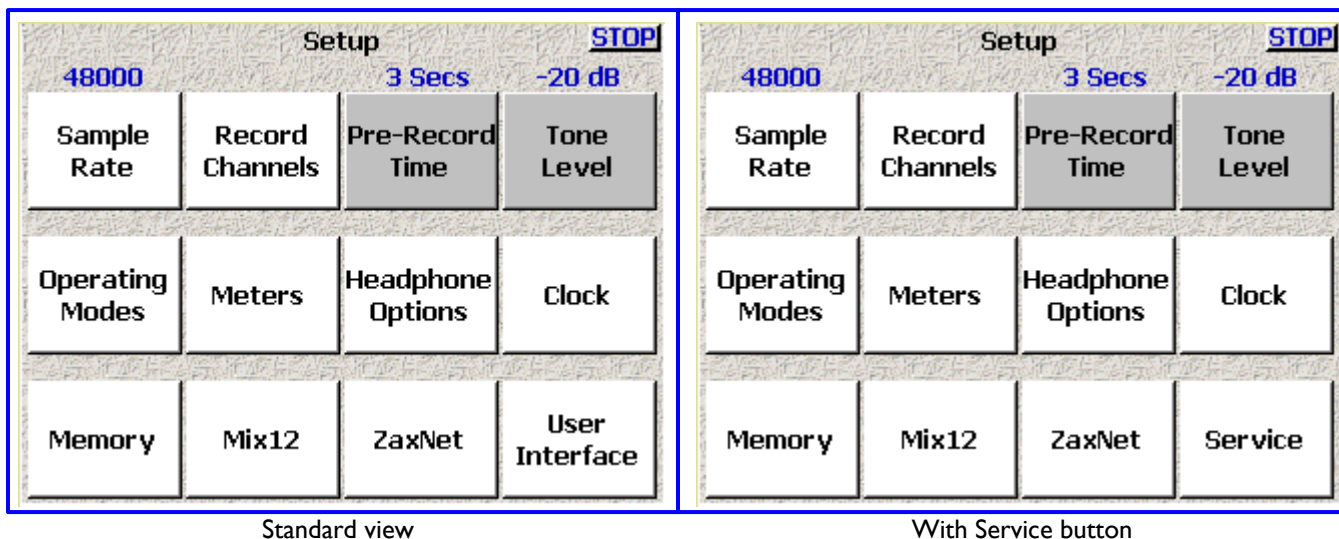 Setup STOP
48000 3 Secs -20 dB
Sample Rate
Record Channels
Pre-Record Time
Tone Level
Operating Modes
Meters
Headphone Options
Clock
Memory
Mix12
ZaxNet
User Interface
Standard view
Setup STOP
48000 3 Secs -20 dB
Sample Rate
Record Channels
Pre-Record Time
Tone Level
Operating Modes
Meters
Headphone Options
Clock
Memory
Mix12
ZaxNet
Service
With Service button